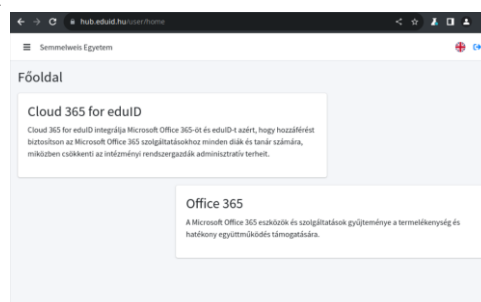 hub.eduid.hu/user/home
Semmelweis Egyetem
Főoldal
Cloud 365 for eduID
Cloud 365 for eduID integrálja Microsoft Office 365-öt és eduID-t azért, hogy hozzáférést
biztosítson az Microsoft Office 365 szolgáltatásokhoz minden diák és tanár számára,
miközben csökkenti az intézményi rendszergazdák adminisztratív terheit.
Office 365
A Microsoft Office 365 eszközök és szolgáltatások gyűjteménye a termelékenység és
hatékony együttműködés támogatására.